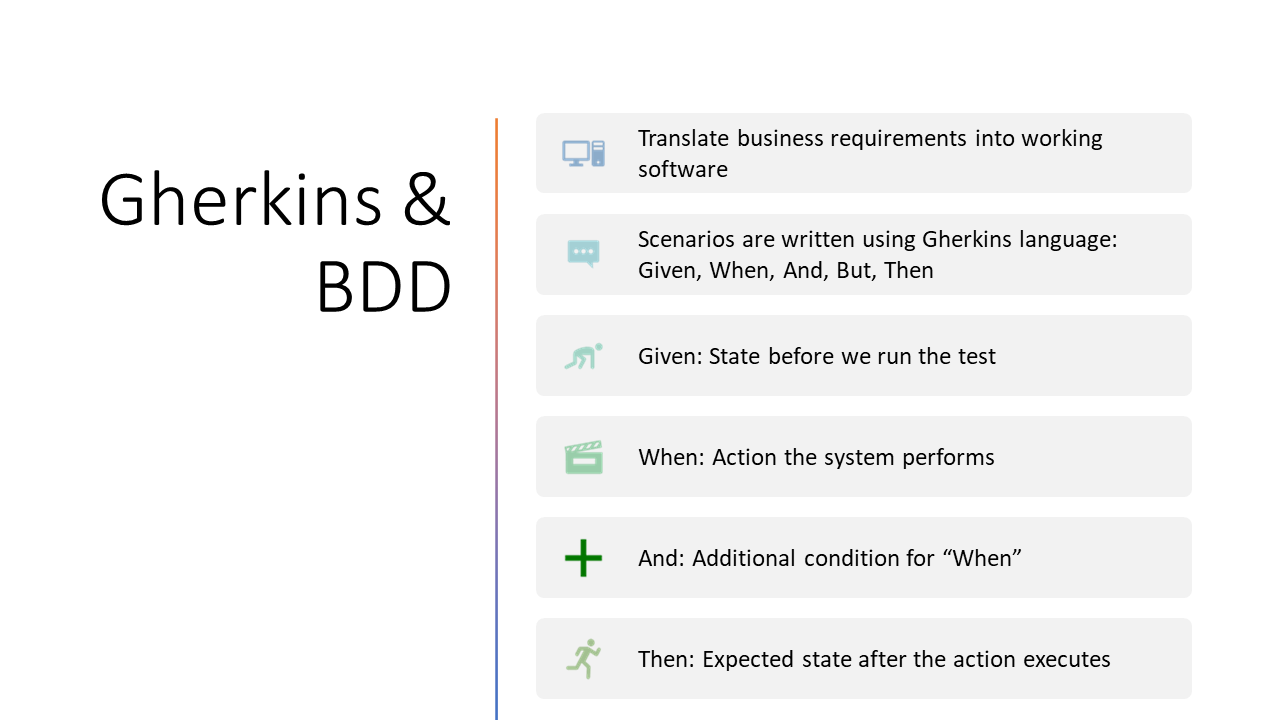 Gherkins &
BDD
Translate business requirements into working
software
Scenarios are written using Gherkins language:
Given, When, And, But, Then
Given: State before we run the test
When: Action the system performs
And: Additional condition for “When”
Then: Expected state after the action executes